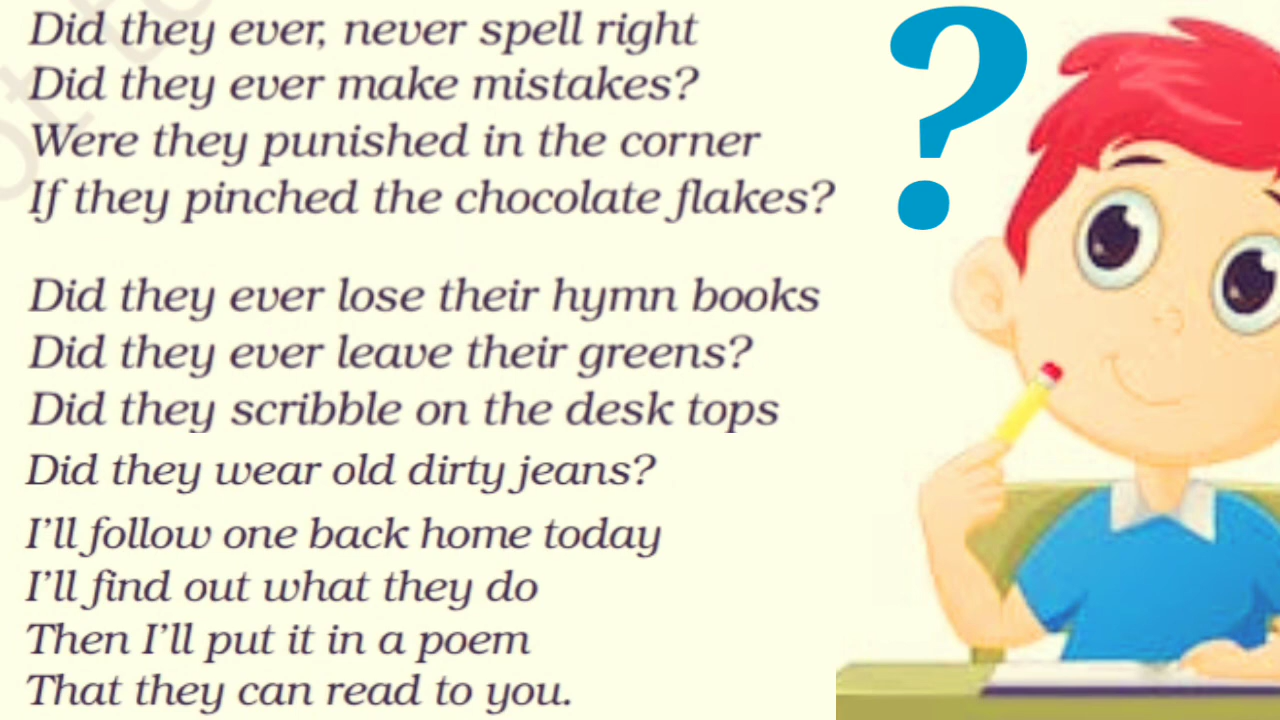 Did they ever, never spell right
Did they ever make mistakes?
Were they punished in the corner
If they pinched the chocolate flakes?
Did they ever lose their hymn books
Did they ever leave their greens?
Did they scribble on the desk tops
Did they wear old dirty jeans?
I'll follow one back home today
I'll find out what they do
Then I'll put it in a poem
That they can read to you.
?